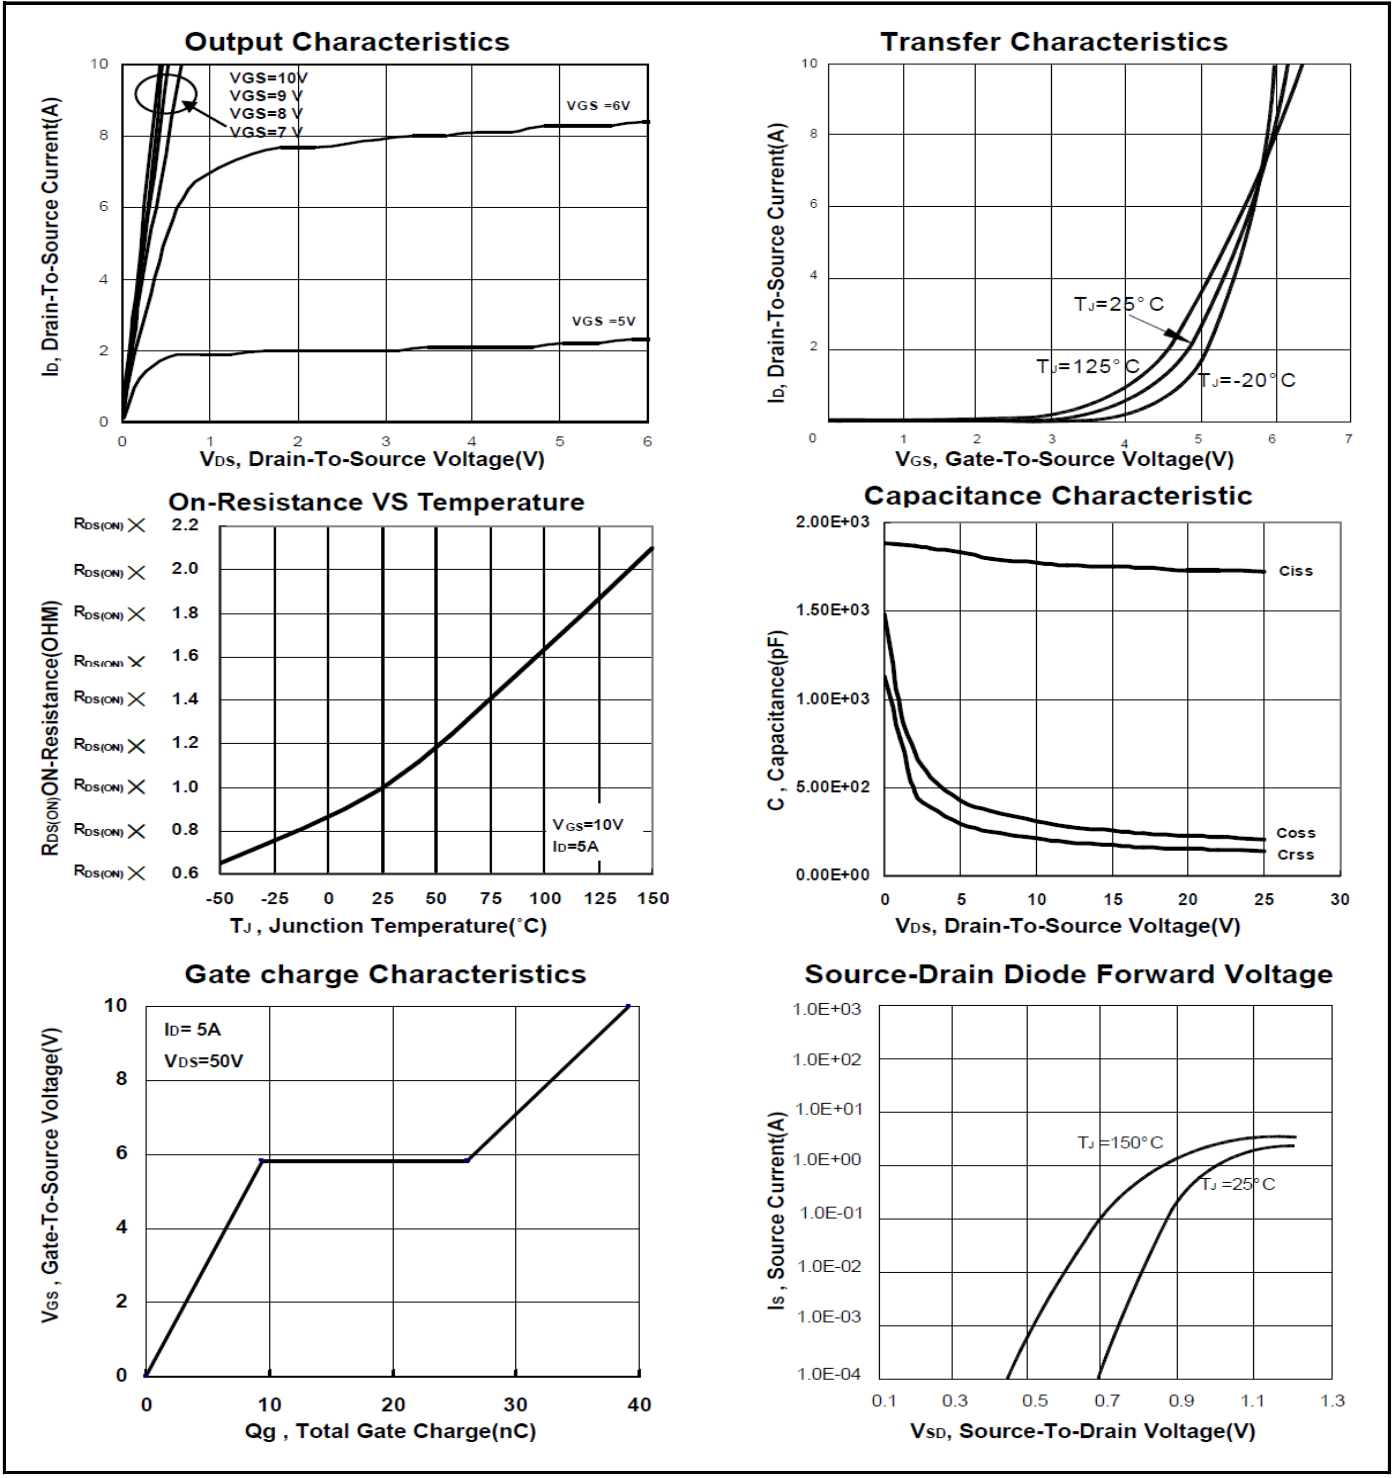 Output Characteristics
10
8
6
4
2
0
ID, Drain-To-Source Current(A)
VGS=10V
VGS=9 V
VGS=8 V
VGS=7 V
VGS =6V
VGS =5V
0 1 2 3 4 5 6
VDS, Drain-To-Source Voltage(V)
Transfer Characteristics
10
8
6
4
2
0
ID, Drain-To-Source Current(A)
TJ=25°C
TJ=125°C
TJ=-20°C
1 2 3 4 5 6 7
VGS, Gate-To-Source Voltage(V)
On-Resistance VS Temperature
RDS(ON) X 2.2
RDS(ON) X 2.0
RDS(ON) X 1.8
RDS(ON) X 1.6
RDS(ON) X 1.4
RDS(ON) X 1.2
RDS(ON) X 1.0
RDS(ON) X 0.8
RDS(ON) X 0.6
RDS(ON)ON-Resistance(OHM)
VGS=10V
ID=5A
-50 -25 0 25 50 75 100 125 150
TJ , Junction Temperature(°C)
Capacitance Characteristic
2.00E+03
1.50E+03
1.00E+03
5.00E+02
0.00E+00
C , Capacitance(pF)
Ciss
Coss
Crss
0 5 10 15 20 25 30
VDS, Drain-To-Source Voltage(V)
Gate charge Characteristics
10
8
6
4
2
0
VGS , Gate-To-Source Voltage(V)
ID= 5A
VDS=50V
0 10 20 30 40
Qg , Total Gate Charge(nC)
Source-Drain Diode Forward Voltage
1.0E+03
1.0E+02
1.0E+01
1.0E+00
1.0E-01
1.0E-02
1.0E-03
1.0E-04
IS , Source Current(A)
TJ =150°C
TJ =25°C
0.1 0.3 0.5 0.7 0.9 1.1 1.3
VSD, Source-To-Drain Voltage(V)